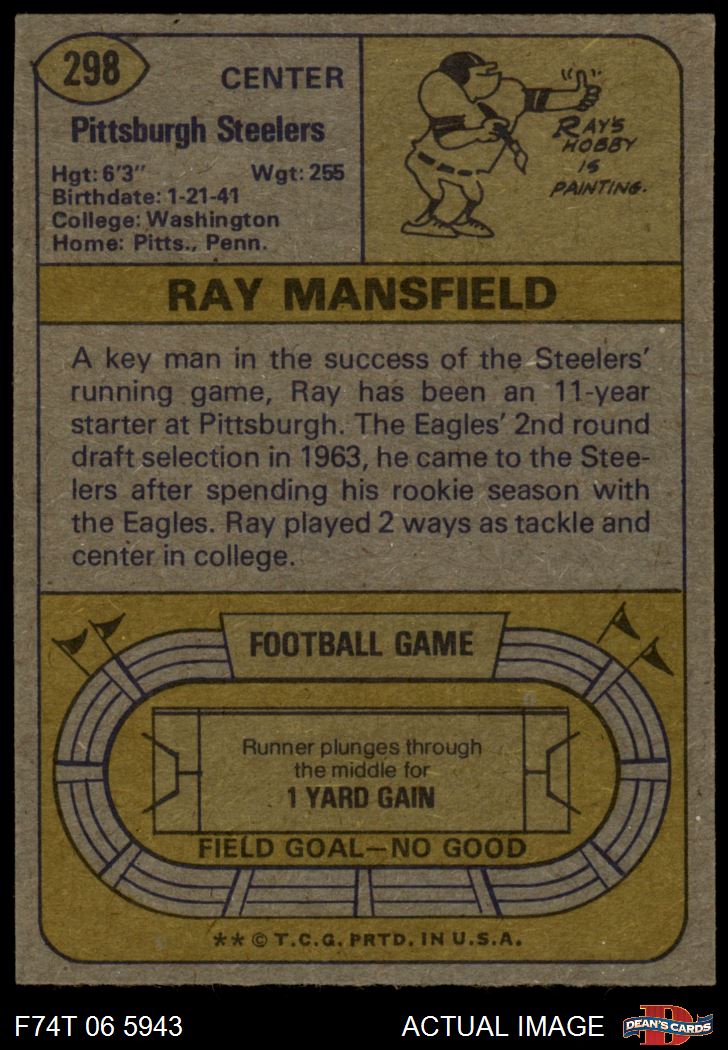 298
CENTER
Pittsburgh Steelers
Hgt: 6'3" Wgt: 255
Birthdate: 1-21-41
College: Washington
Home: Pitts., Penn.
RAY'S
HOBBY
IS
PAINTING.
RAY MANSFIELD
A key man in the success of the Steelers'
running game, Ray has been an 11-year
starter at Pittsburgh. The Eagles' 2nd round
draft selection in 1963, he came to the Stee-
lers after spending his rookie season with
the Eagles. Ray played 2 ways as tackle and
center in college.
FOOTBALL GAME
Runner plunges through
the middle for
1 YARD GAIN
FIELD GOAL—NO GOOD
** © T.C.G. PRTD. IN U.S.A.
F74T 06 5943 ACTUAL IMAGE
D
DEAN'S CARDS